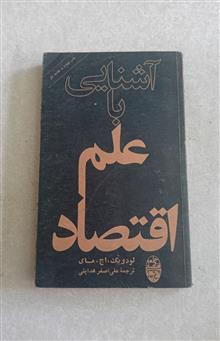 آشنایی
با
علم
اقتصاد
لودویک، اچ، مای
ترجمهٔ علی اصغر هدایتی